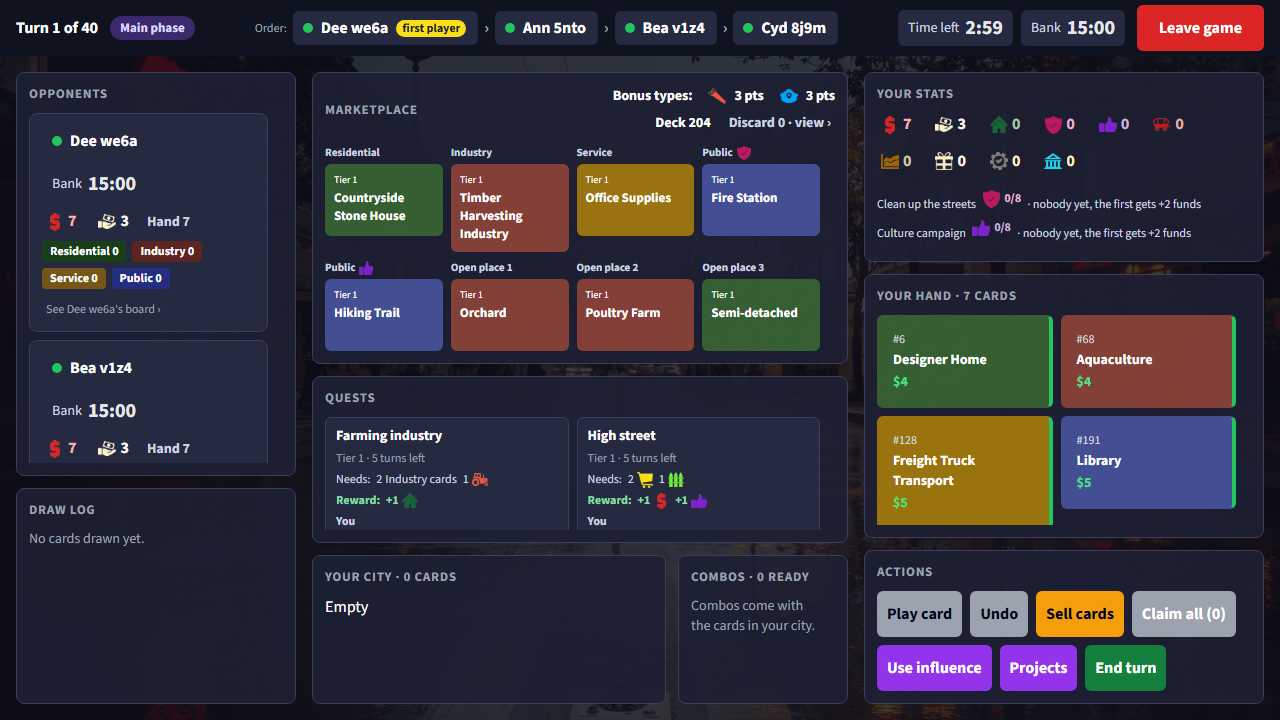 Turn 1 of 40 Main phase Order: Dee we6a first player › Ann 5nto › Bea v1z4 › Cyd 8j9m Time left 2:59 Bank 15:00 Leave game
OPPONENTS
Dee we6a
Bank 15:00
7 3 Hand 7
Residential 0 Industry 0
Service 0 Public 0
See Dee we6a's board ›
Bea v1z4
Bank 15:00
7 3 Hand 7
DRAW LOG
No cards drawn yet.
MARKETPLACE
Bonus types: 3 pts 3 pts
Deck 204 Discard 0 · view ›
Residential
Tier 1
Countryside
Stone House
Industry
Tier 1
Timber
Harvesting
Industry
Service
Tier 1
Office Supplies
Public
Tier 1
Fire Station
Public
Tier 1
Hiking Trail
Open place 1
Tier 1
Orchard
Open place 2
Tier 1
Poultry Farm
Open place 3
Tier 1
Semi-detached
QUESTS
Farming industry
Tier 1 · 5 turns left
Needs: 2 Industry cards 1
Reward: +1
You
High street
Tier 1 · 5 turns left
Needs: 2 1
Reward: +1 +1
You
YOUR CITY · 0 CARDS
Empty
COMBOS · 0 READY
Combos come with
the cards in your city.
YOUR STATS
7 3 0 0 0 0
0 0 0 0
Clean up the streets 0/8 · nobody yet, the first gets +2 funds
Culture campaign 0/8 · nobody yet, the first gets +2 funds
YOUR HAND · 7 CARDS
#6
Designer Home
$4
#68
Aquaculture
$4
#128
Freight Truck
Transport
$5
#191
Library
$5
ACTIONS
Play card Undo Sell cards Claim all (0)
Use influence Projects End turn